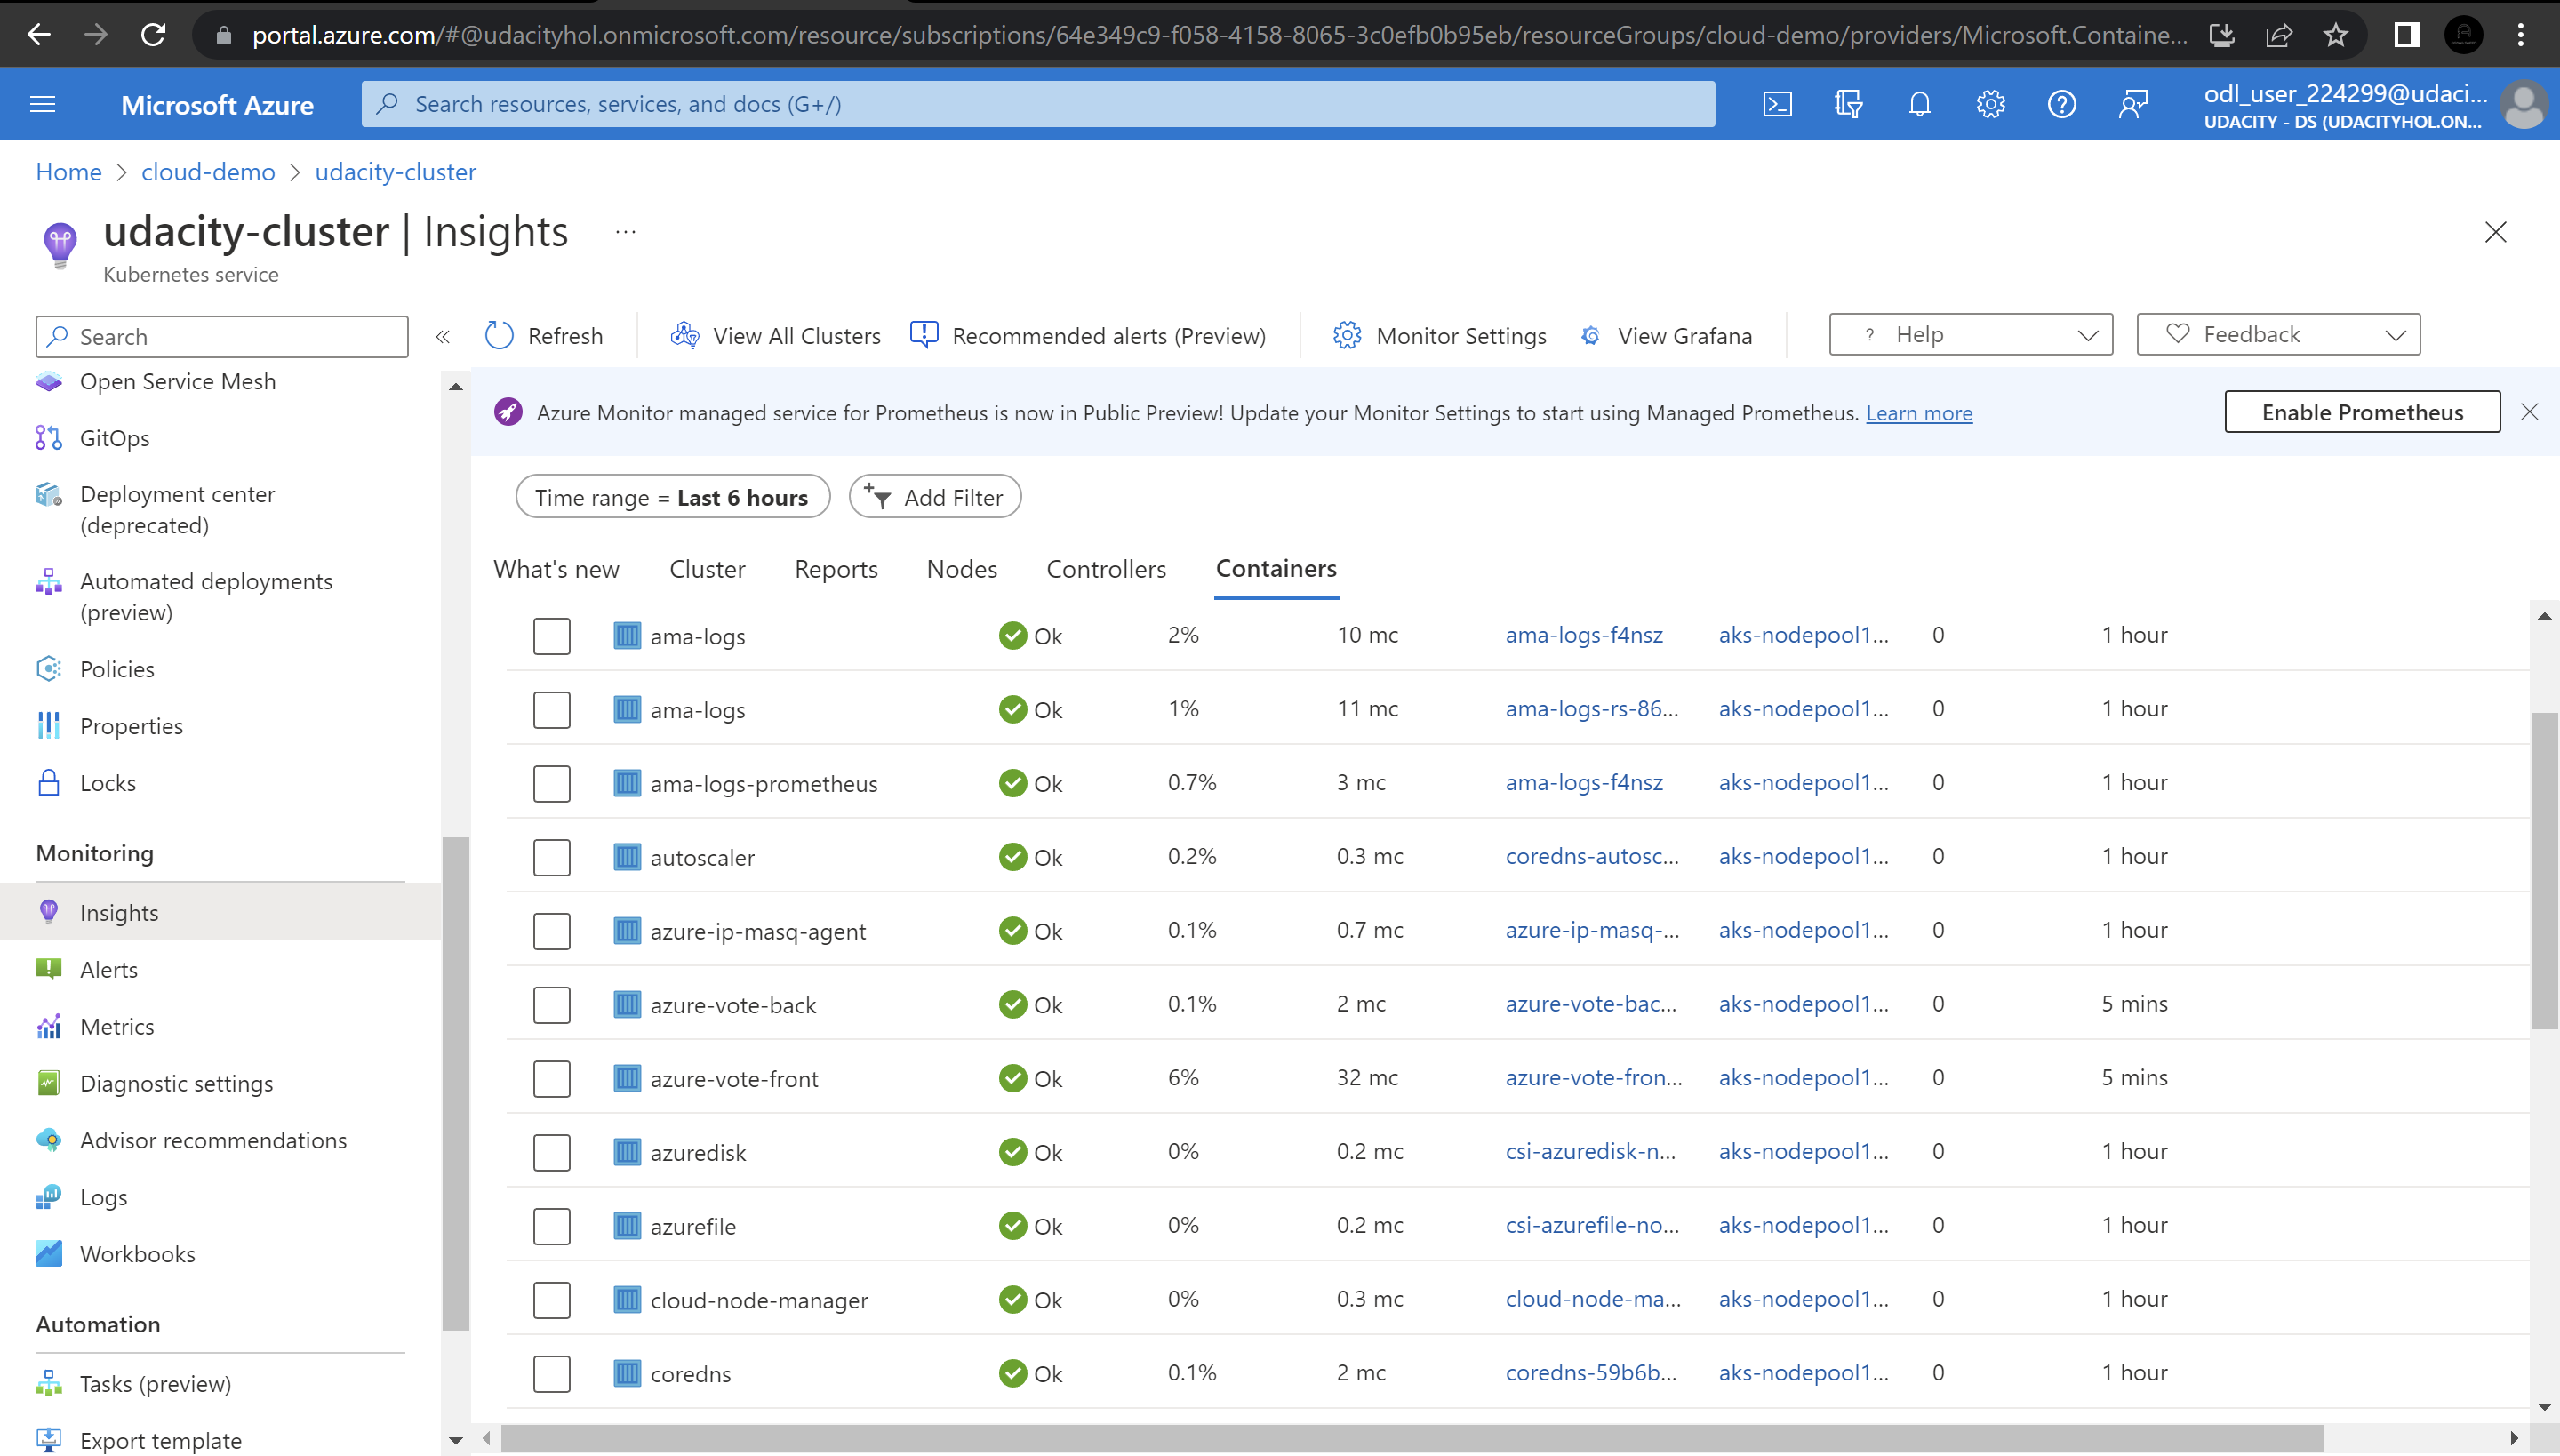 portal.azure.com/#@udacityhol.onmicrosoft.com/resource/subscriptions/64e349c9-f058-4158-8065-3c0efb0b95eb/resourceGroups/cloud-demo/providers/Microsoft.Containe...
Microsoft Azure
Search resources, services, and docs (G+/)
odl_user_224299@udaci...
UDACITY - DS (UDACITYHOL.ON...
Home > cloud-demo > udacity-cluster
udacity-cluster | Insights ...
Kubernetes service
Search
«
Refresh
View All Clusters
Recommended alerts (Preview)
Monitor Settings
View Grafana
? Help
Feedback
Open Service Mesh
GitOps
Deployment center
(deprecated)
Automated deployments
(preview)
Policies
Properties
Locks
Monitoring
Insights
Alerts
Metrics
Diagnostic settings
Advisor recommendations
Logs
Workbooks
Automation
Tasks (preview)
Export template
Azure Monitor managed service for Prometheus is now in Public Preview! Update your Monitor Settings to start using Managed Prometheus. Learn more
Enable Prometheus
Time range = Last 6 hours
Add Filter
What's new Cluster Reports Nodes Controllers Containers
ama-logs Ok 2% 10 mc ama-logs-f4nsz aks-nodepool1... 0 1 hour
ama-logs Ok 1% 11 mc ama-logs-rs-86... aks-nodepool1... 0 1 hour
ama-logs-prometheus Ok 0.7% 3 mc ama-logs-f4nsz aks-nodepool1... 0 1 hour
autoscaler Ok 0.2% 0.3 mc coredns-autosc... aks-nodepool1... 0 1 hour
azure-ip-masq-agent Ok 0.1% 0.7 mc azure-ip-masq-... aks-nodepool1... 0 1 hour
azure-vote-back Ok 0.1% 2 mc azure-vote-bac... aks-nodepool1... 0 5 mins
azure-vote-front Ok 6% 32 mc azure-vote-fron... aks-nodepool1... 0 5 mins
azuredisk Ok 0% 0.2 mc csi-azuredisk-n... aks-nodepool1... 0 1 hour
azurefile Ok 0% 0.2 mc csi-azurefile-no... aks-nodepool1... 0 1 hour
cloud-node-manager Ok 0% 0.3 mc cloud-node-ma... aks-nodepool1... 0 1 hour
coredns Ok 0.1% 2 mc coredns-59b6b... aks-nodepool1... 0 1 hour